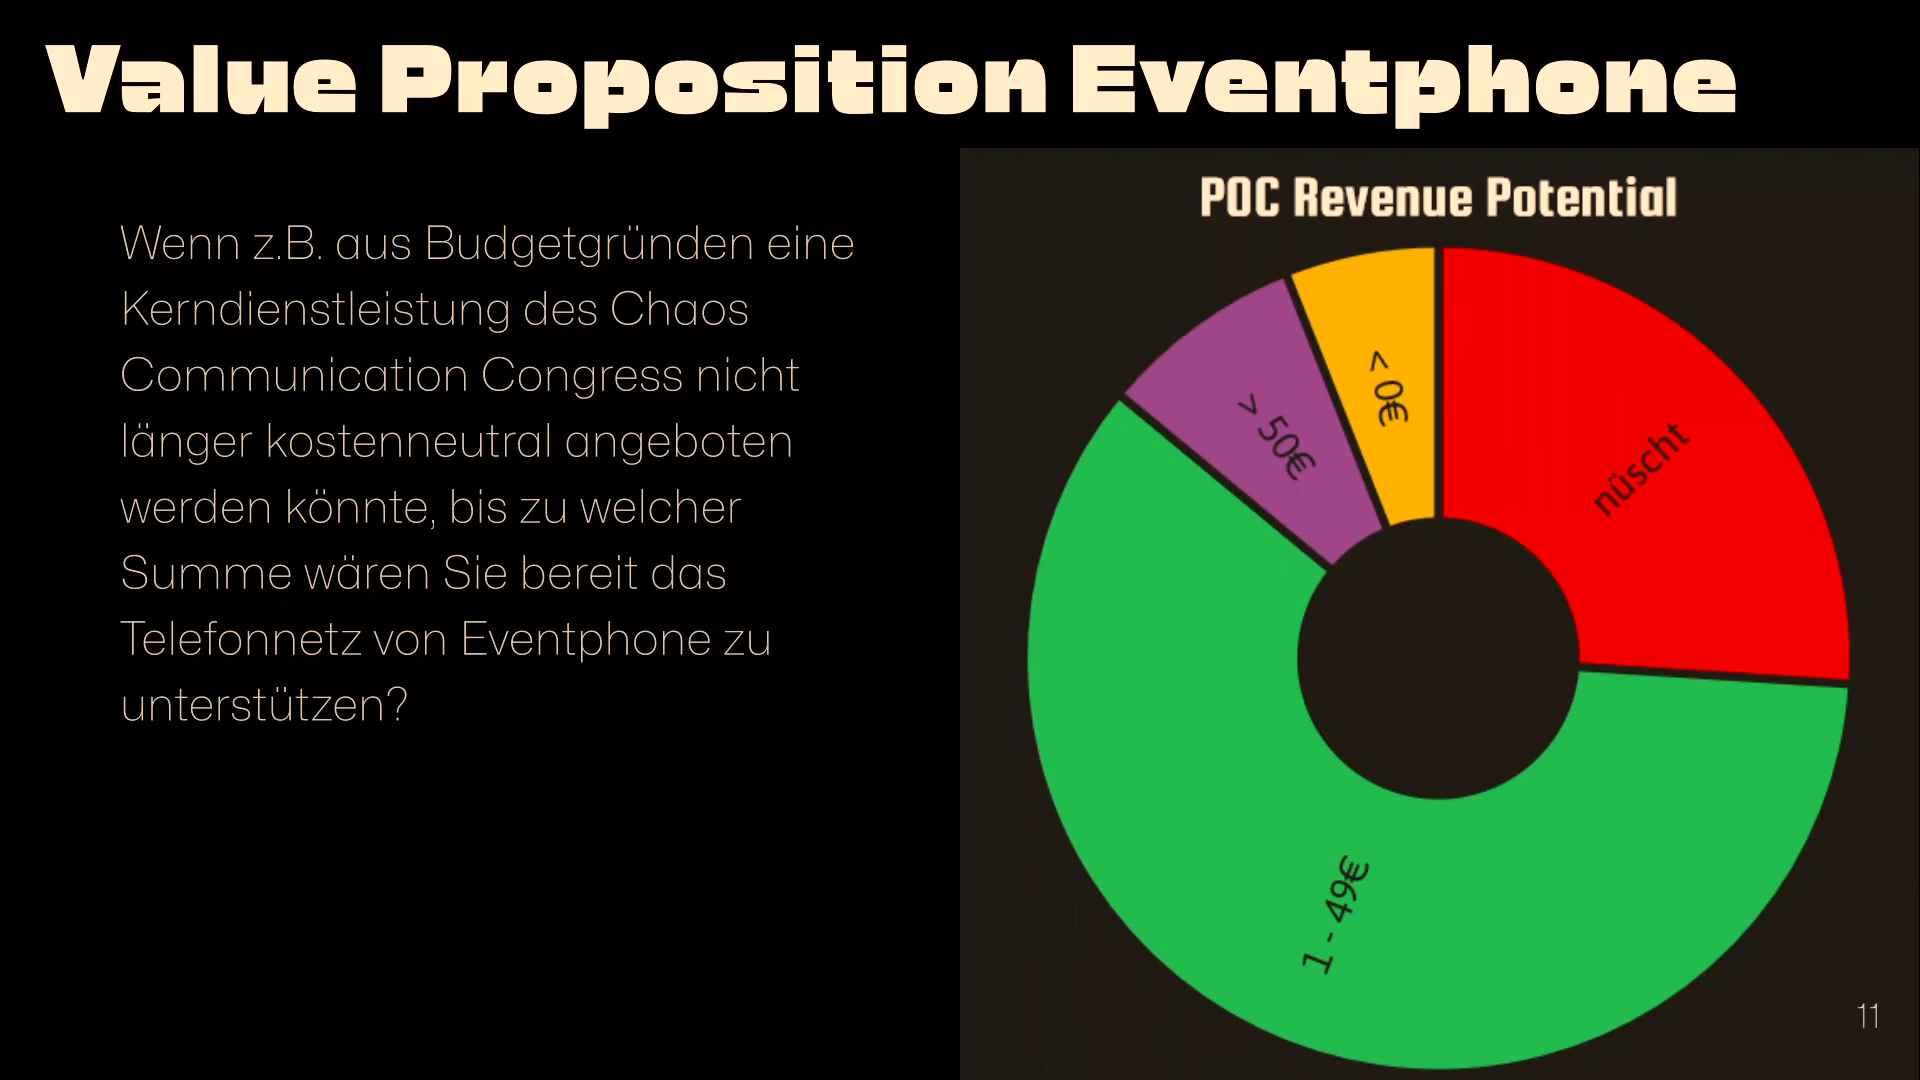 Value Proposition Eventphone
Wenn z.B. aus Budgetgründen eine
Kerndienstleistung des Chaos
Communication Congress nicht
länger kostenneutral angeboten
werden könnte, bis zu welcher
Summe wären Sie bereit das
Telefonnetz von Eventphone zu
unterstützen?
POC Revenue Potential
< 0€
> 50€
nüscht
1 - 49€
11